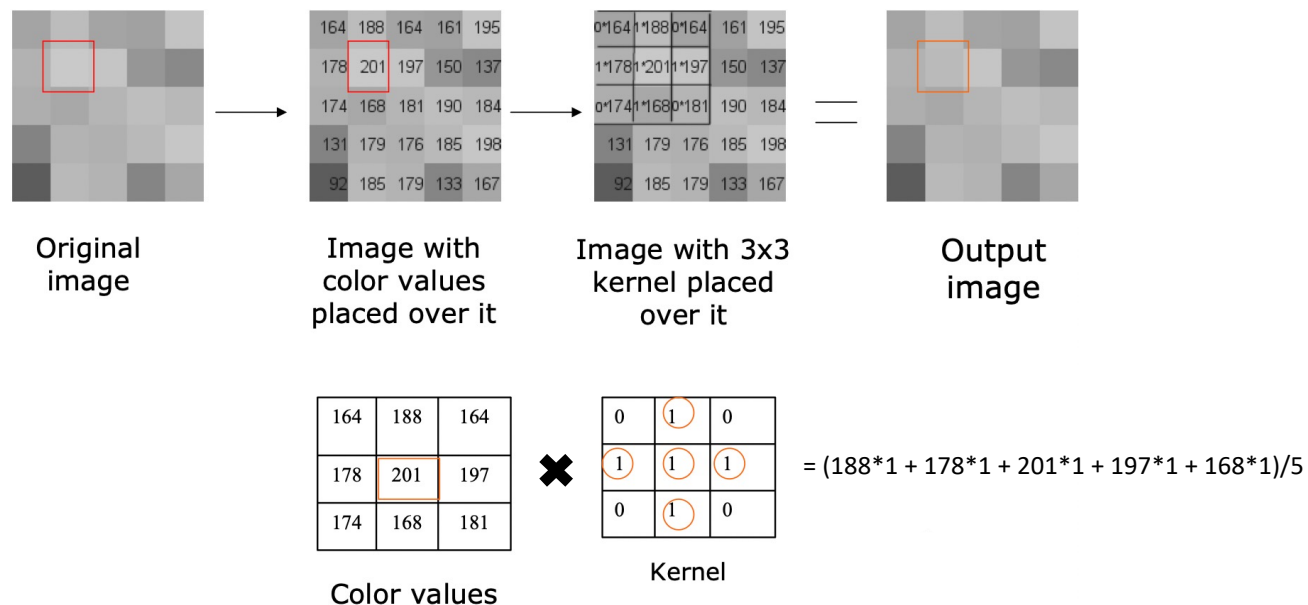 164 188 164 161 195
178 201 197 150 137
174 168 181 190 184
131 179 176 185 198
92 185 179 133 167
0*164 1*188 0*164 161 195
1*178 1*201 1*197 150 137
0*174 1*168 0*181 190 184
131 179 176 185 198
92 185 179 133 167
Original
image
Image with
color values
placed over it
Image with 3x3
kernel placed
over it
Output
image
164 188 164
178 201 197
174 168 181
0 1 0
1 1 1
0 1 0
= (188*1 + 178*1 + 201*1 + 197*1 + 168*1)/5
Color values
Kernel